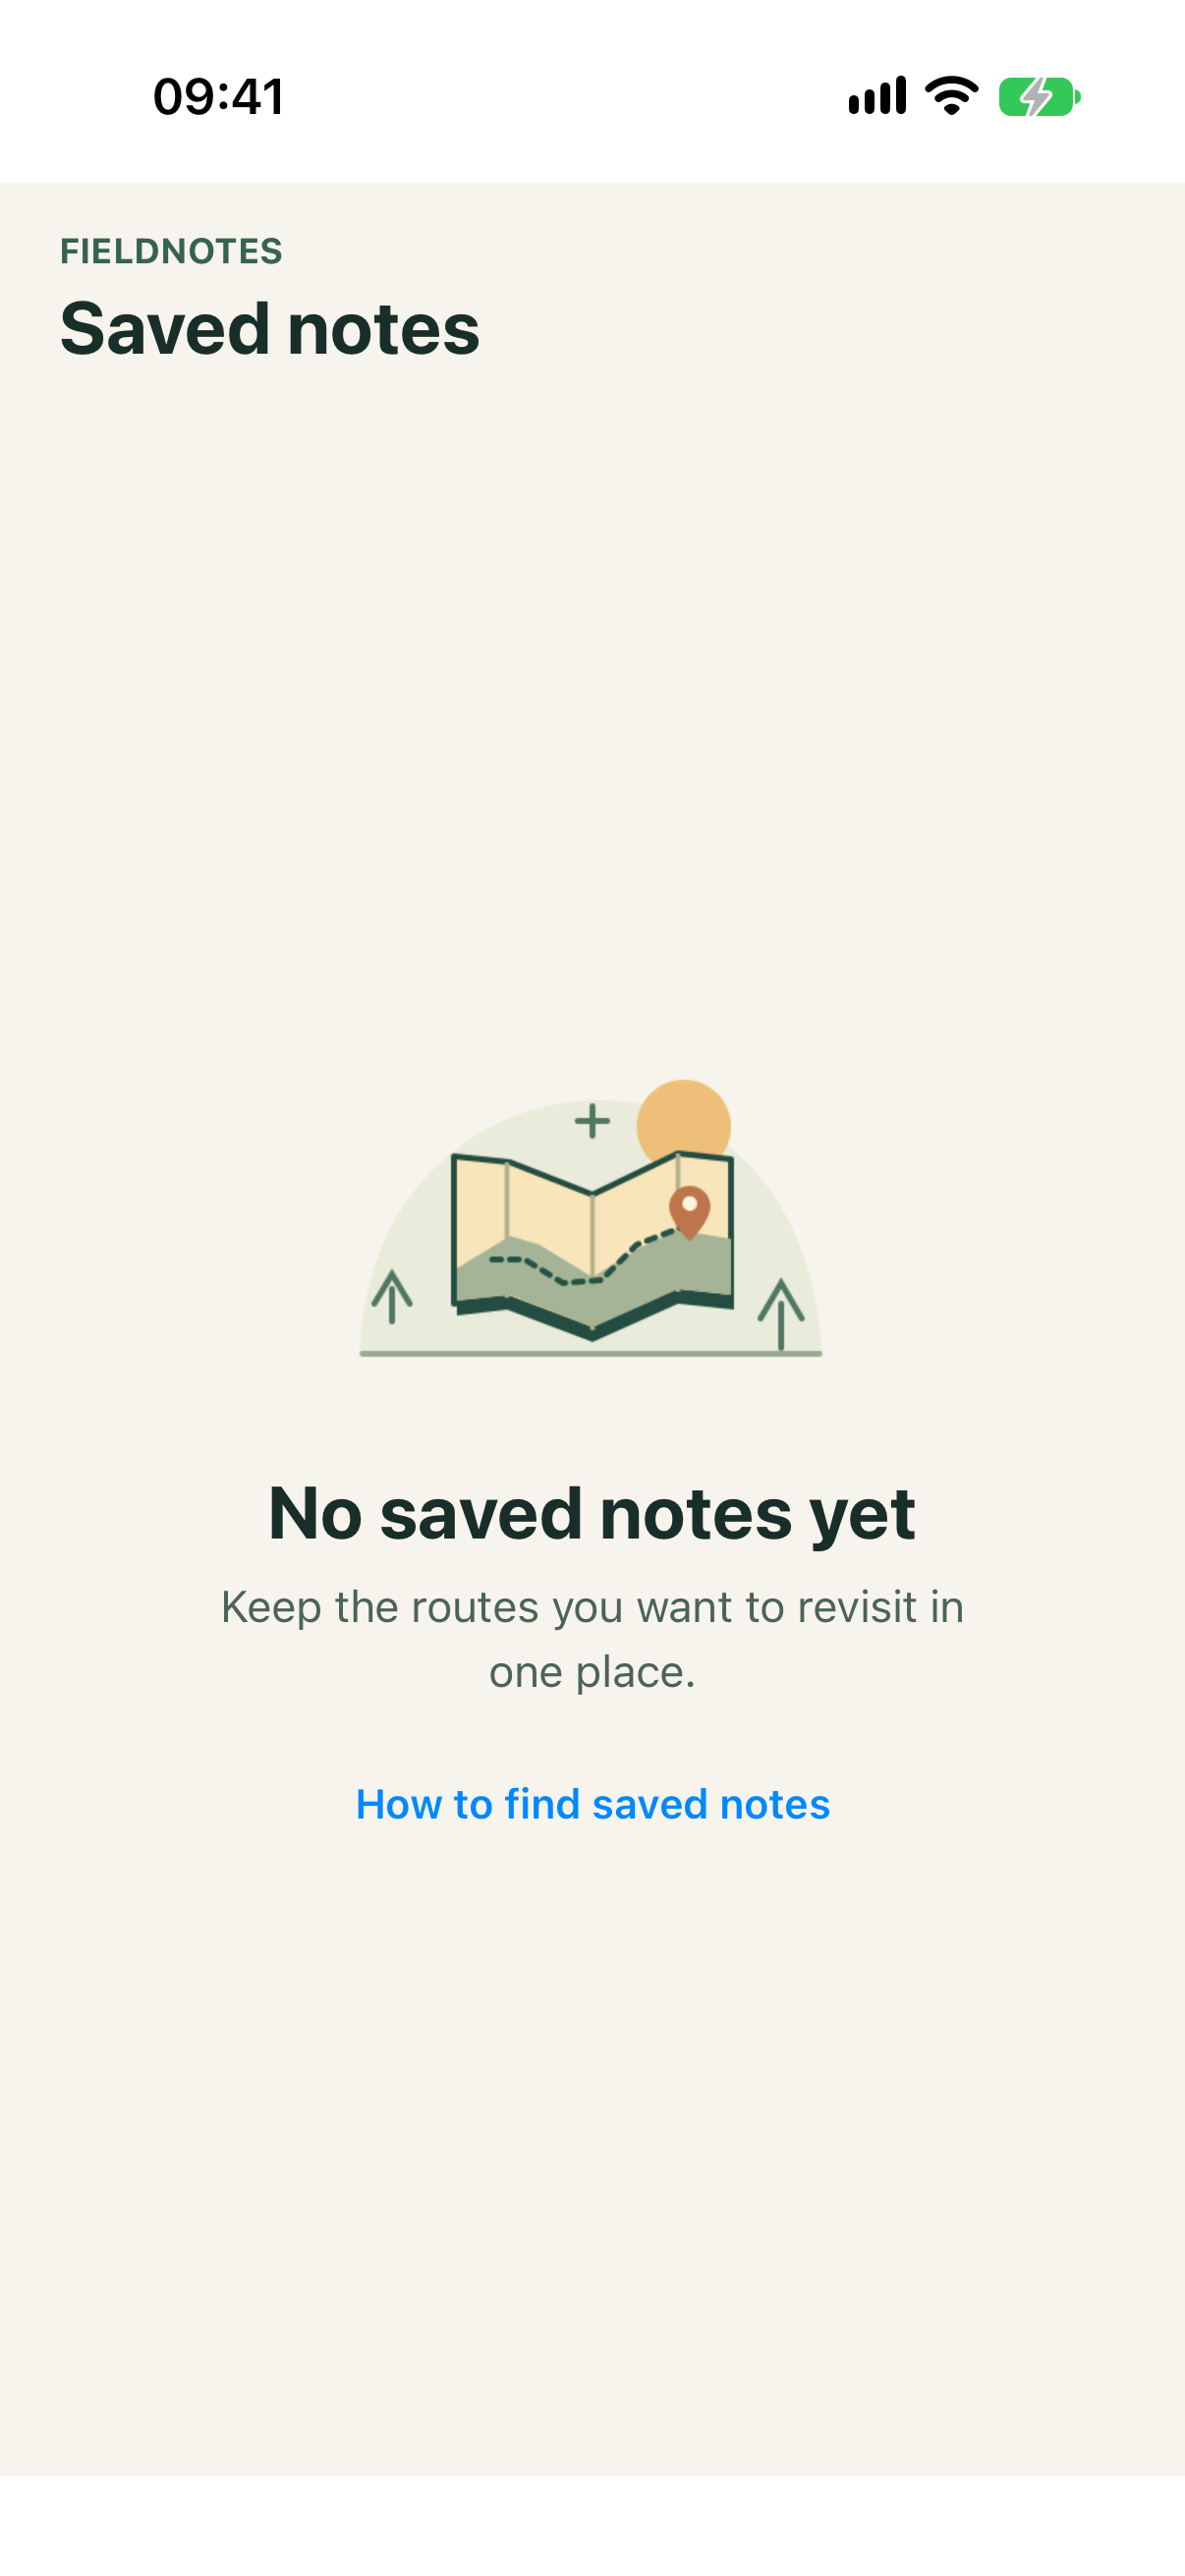 09:41
FIELDNOTES
Saved notes
No saved notes yet
Keep the routes you want to revisit in
one place.
How to find saved notes